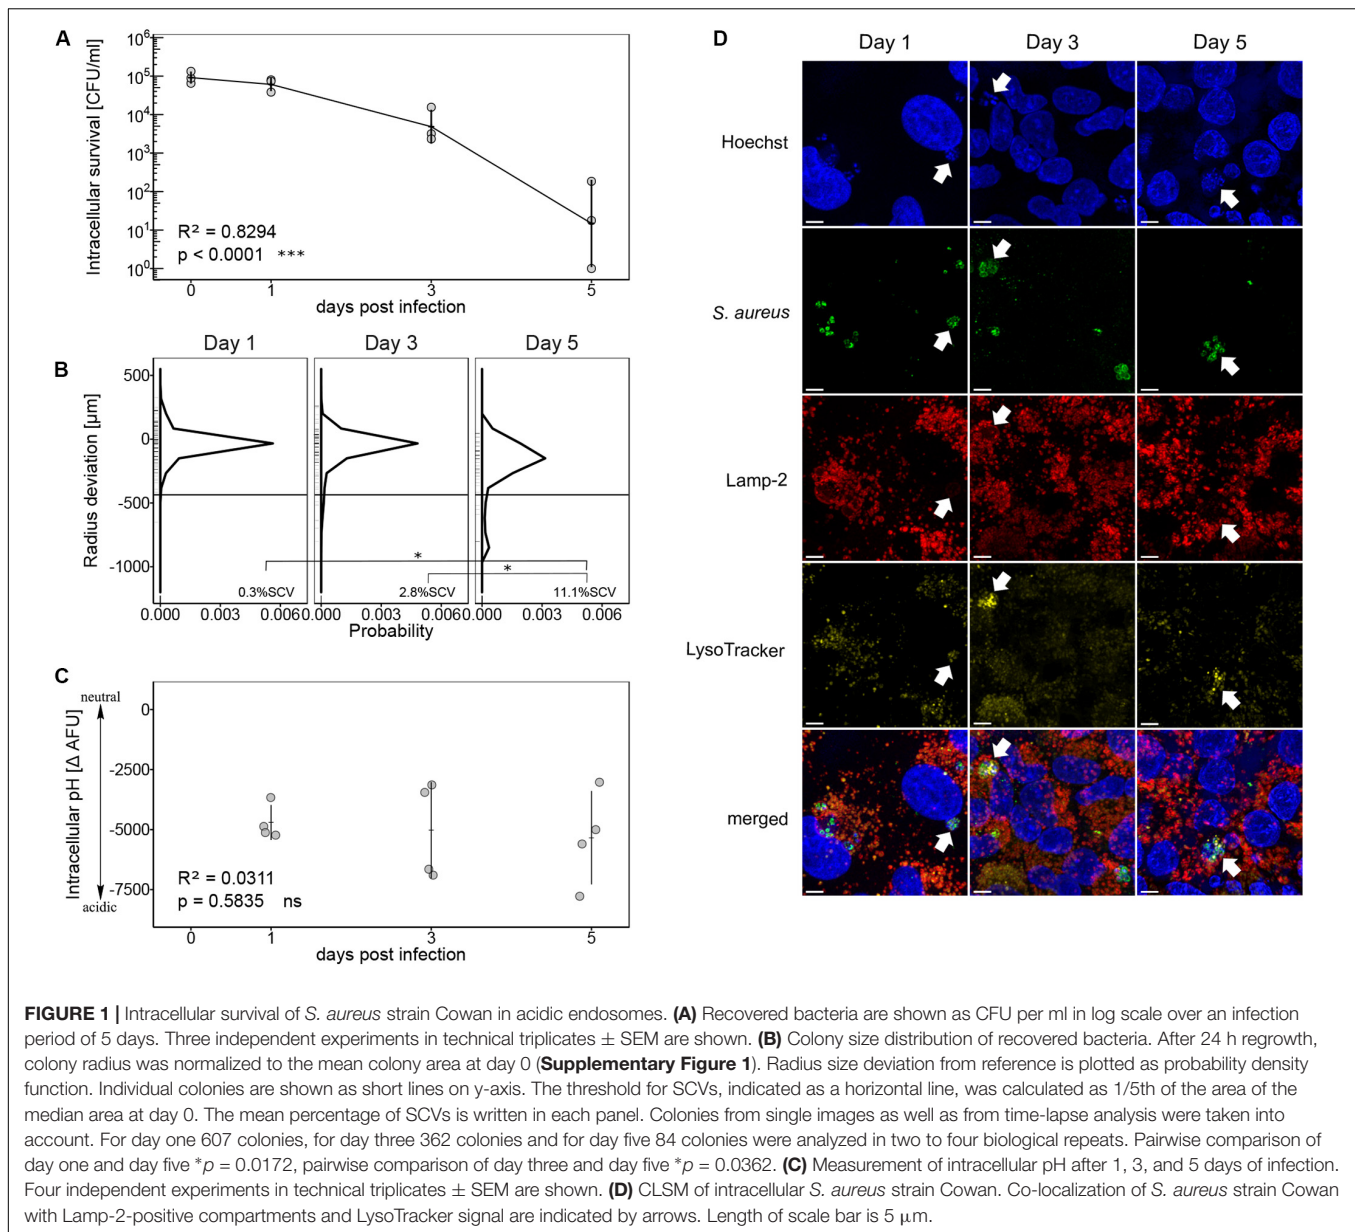 A
Intracellular survival [CFU/ml]
10⁶
10⁵
10⁴
10³
10²
10¹
10⁰
R² = 0.8294
p < 0.0001 ***
0 1 3 5
days post infection
B
Day 1 Day 3 Day 5
Radius deviation [µm]
500
0
-500
-1000
*
*
0.3%SCV 2.8%SCV 11.1%SCV
0.000 0.003 0.006 0.000 0.003 0.006 0.000 0.003 0.006
Probability
C
neutral
acidic
Intracellular pH [Δ AFU]
0
-2500
-5000
-7500
R² = 0.0311
p = 0.5835 ns
0 1 3 5
days post infection
D
Day 1 Day 3 Day 5
Hoechst
S. aureus
Lamp-2
LysoTracker
merged
FIGURE 1 | Intracellular survival of S. aureus strain Cowan in acidic endosomes. (A) Recovered bacteria are shown as CFU per ml in log scale over an infection
period of 5 days. Three independent experiments in technical triplicates ± SEM are shown. (B) Colony size distribution of recovered bacteria. After 24 h regrowth,
colony radius was normalized to the mean colony area at day 0 (Supplementary Figure 1). Radius size deviation from reference is plotted as probability density
function. Individual colonies are shown as short lines on y-axis. The threshold for SCVs, indicated as a horizontal line, was calculated as 1/5th of the area of the
median area at day 0. The mean percentage of SCVs is written in each panel. Colonies from single images as well as from time-lapse analysis were taken into
account. For day one 607 colonies, for day three 362 colonies and for day five 84 colonies were analyzed in two to four biological repeats. Pairwise comparison of
day one and day five *p = 0.0172, pairwise comparison of day three and day five *p = 0.0362. (C) Measurement of intracellular pH after 1, 3, and 5 days of infection.
Four independent experiments in technical triplicates ± SEM are shown. (D) CLSM of intracellular S. aureus strain Cowan. Co-localization of S. aureus strain Cowan
with Lamp-2-positive compartments and LysoTracker signal are indicated by arrows. Length of scale bar is 5 µm.